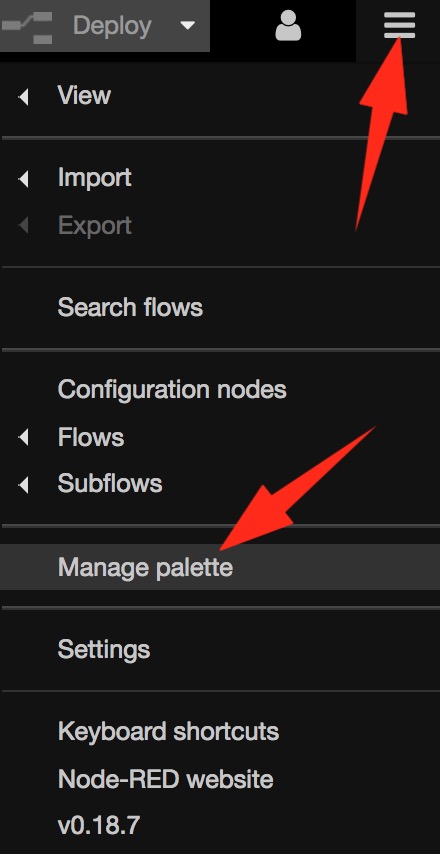 Deploy
View
Import
Export
Search flows
Configuration nodes
Flows
Subflows
Manage palette
Settings
Keyboard shortcuts
Node-RED website
v0.18.7